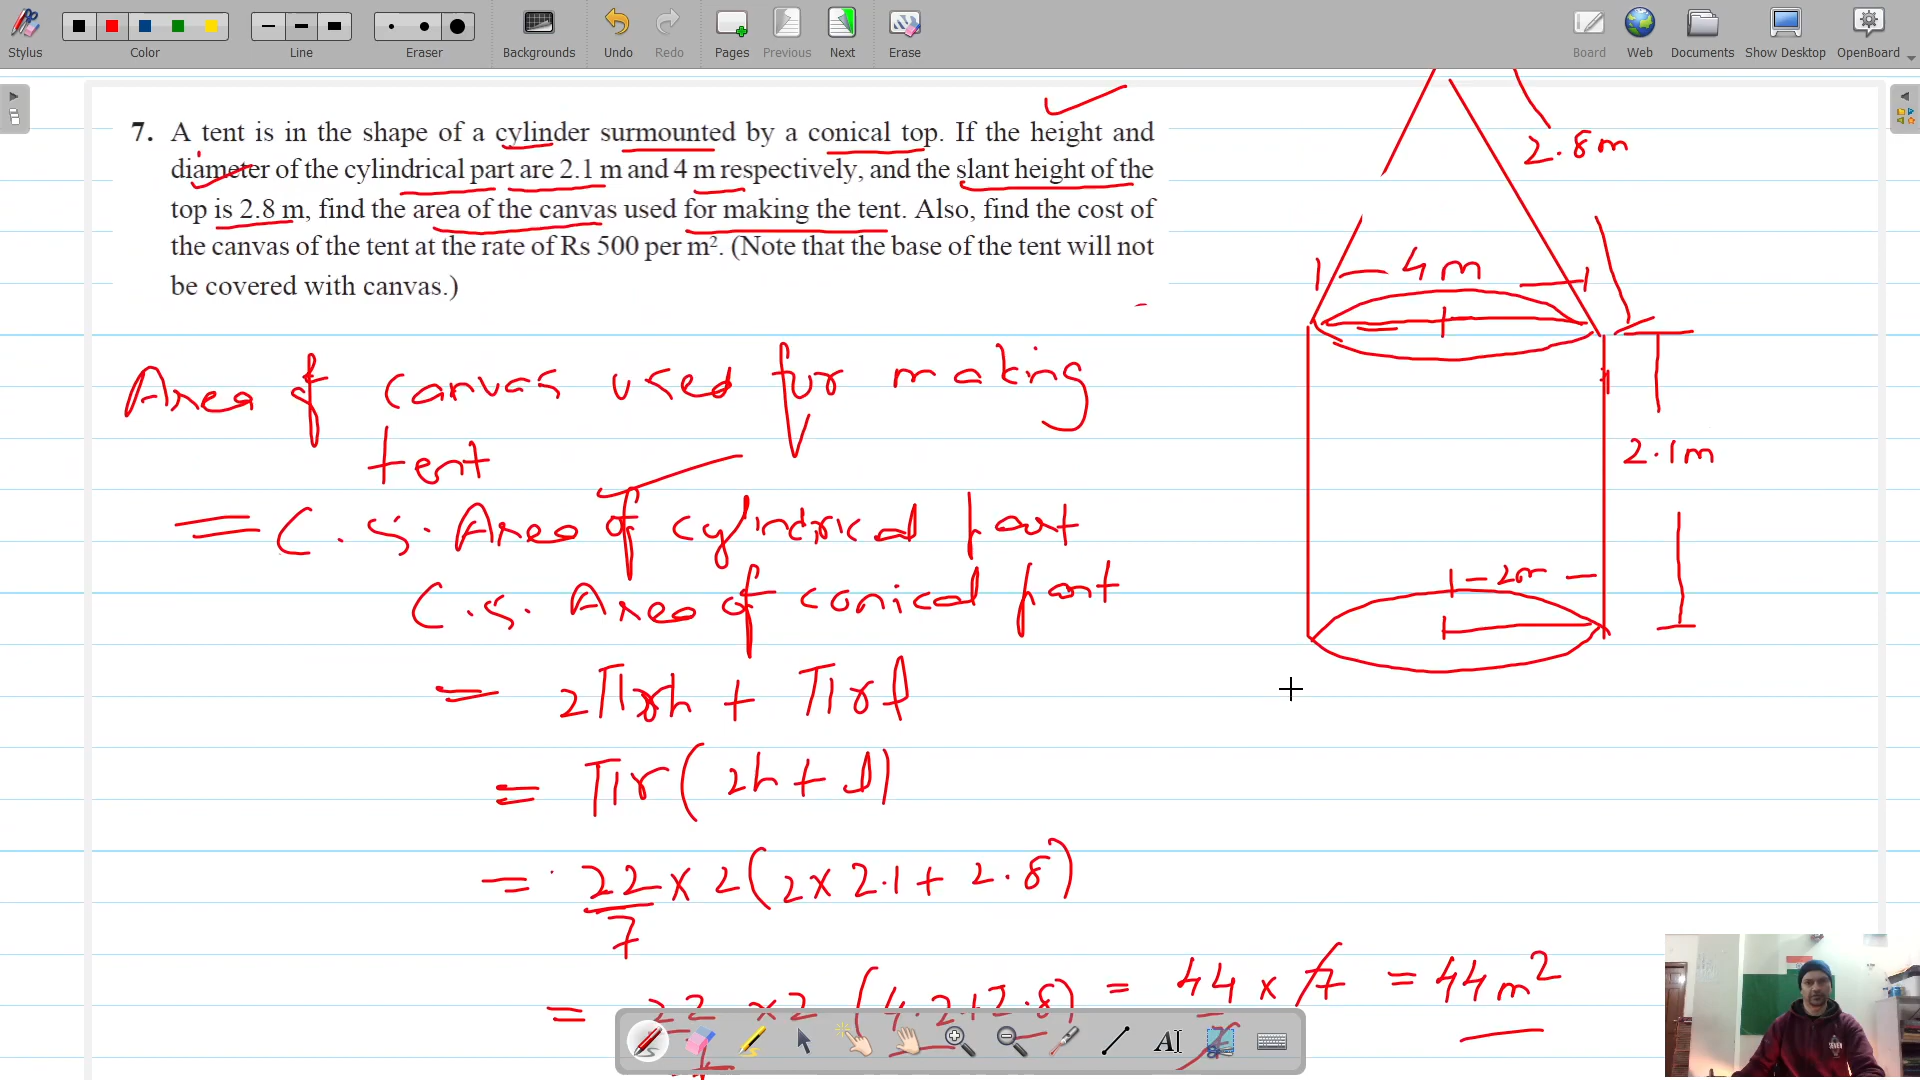 Stylus Color Line Eraser Backgrounds Undo Redo Pages Previous Next Erase Board Web Documents Show Desktop OpenBoard
7. A tent is in the shape of a cylinder surmounted by a conical top. If the height and
diameter of the cylindrical part are 2.1 m and 4 m respectively, and the slant height of the
top is 2.8 m, find the area of the canvas used for making the tent. Also, find the cost of
the canvas of the tent at the rate of Rs 500 per m². (Note that the base of the tent will not
be covered with canvas.)
2.8m
4m
2.1m
2m
Area of canvas used for making
tent
= C.S. Area of cylindrical part
C.S. Area of conical part
= 2πrh + πrl
= πr(2h+l)
= 22/7 × 2(2×2.1+2.8)
= 22 ×2 (4.2+2.8) = 44 × 7 = 44m²